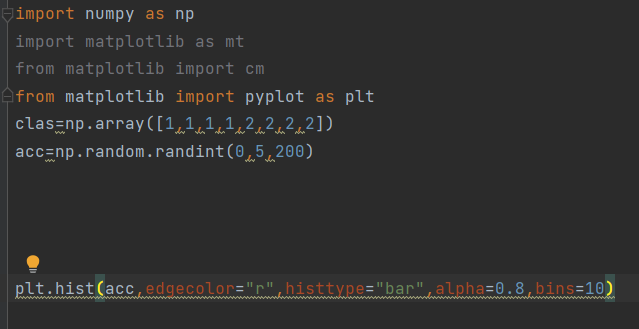 import numpy as np
import matplotlib as mt
from matplotlib import cm
from matplotlib import pyplot as plt
clas=np.array([1,1,1,1,2,2,2,2])
acc=np.random.randint(0,5,200)
plt.hist(acc,edgecolor="r",histtype="bar",alpha=0.8,bins=10)